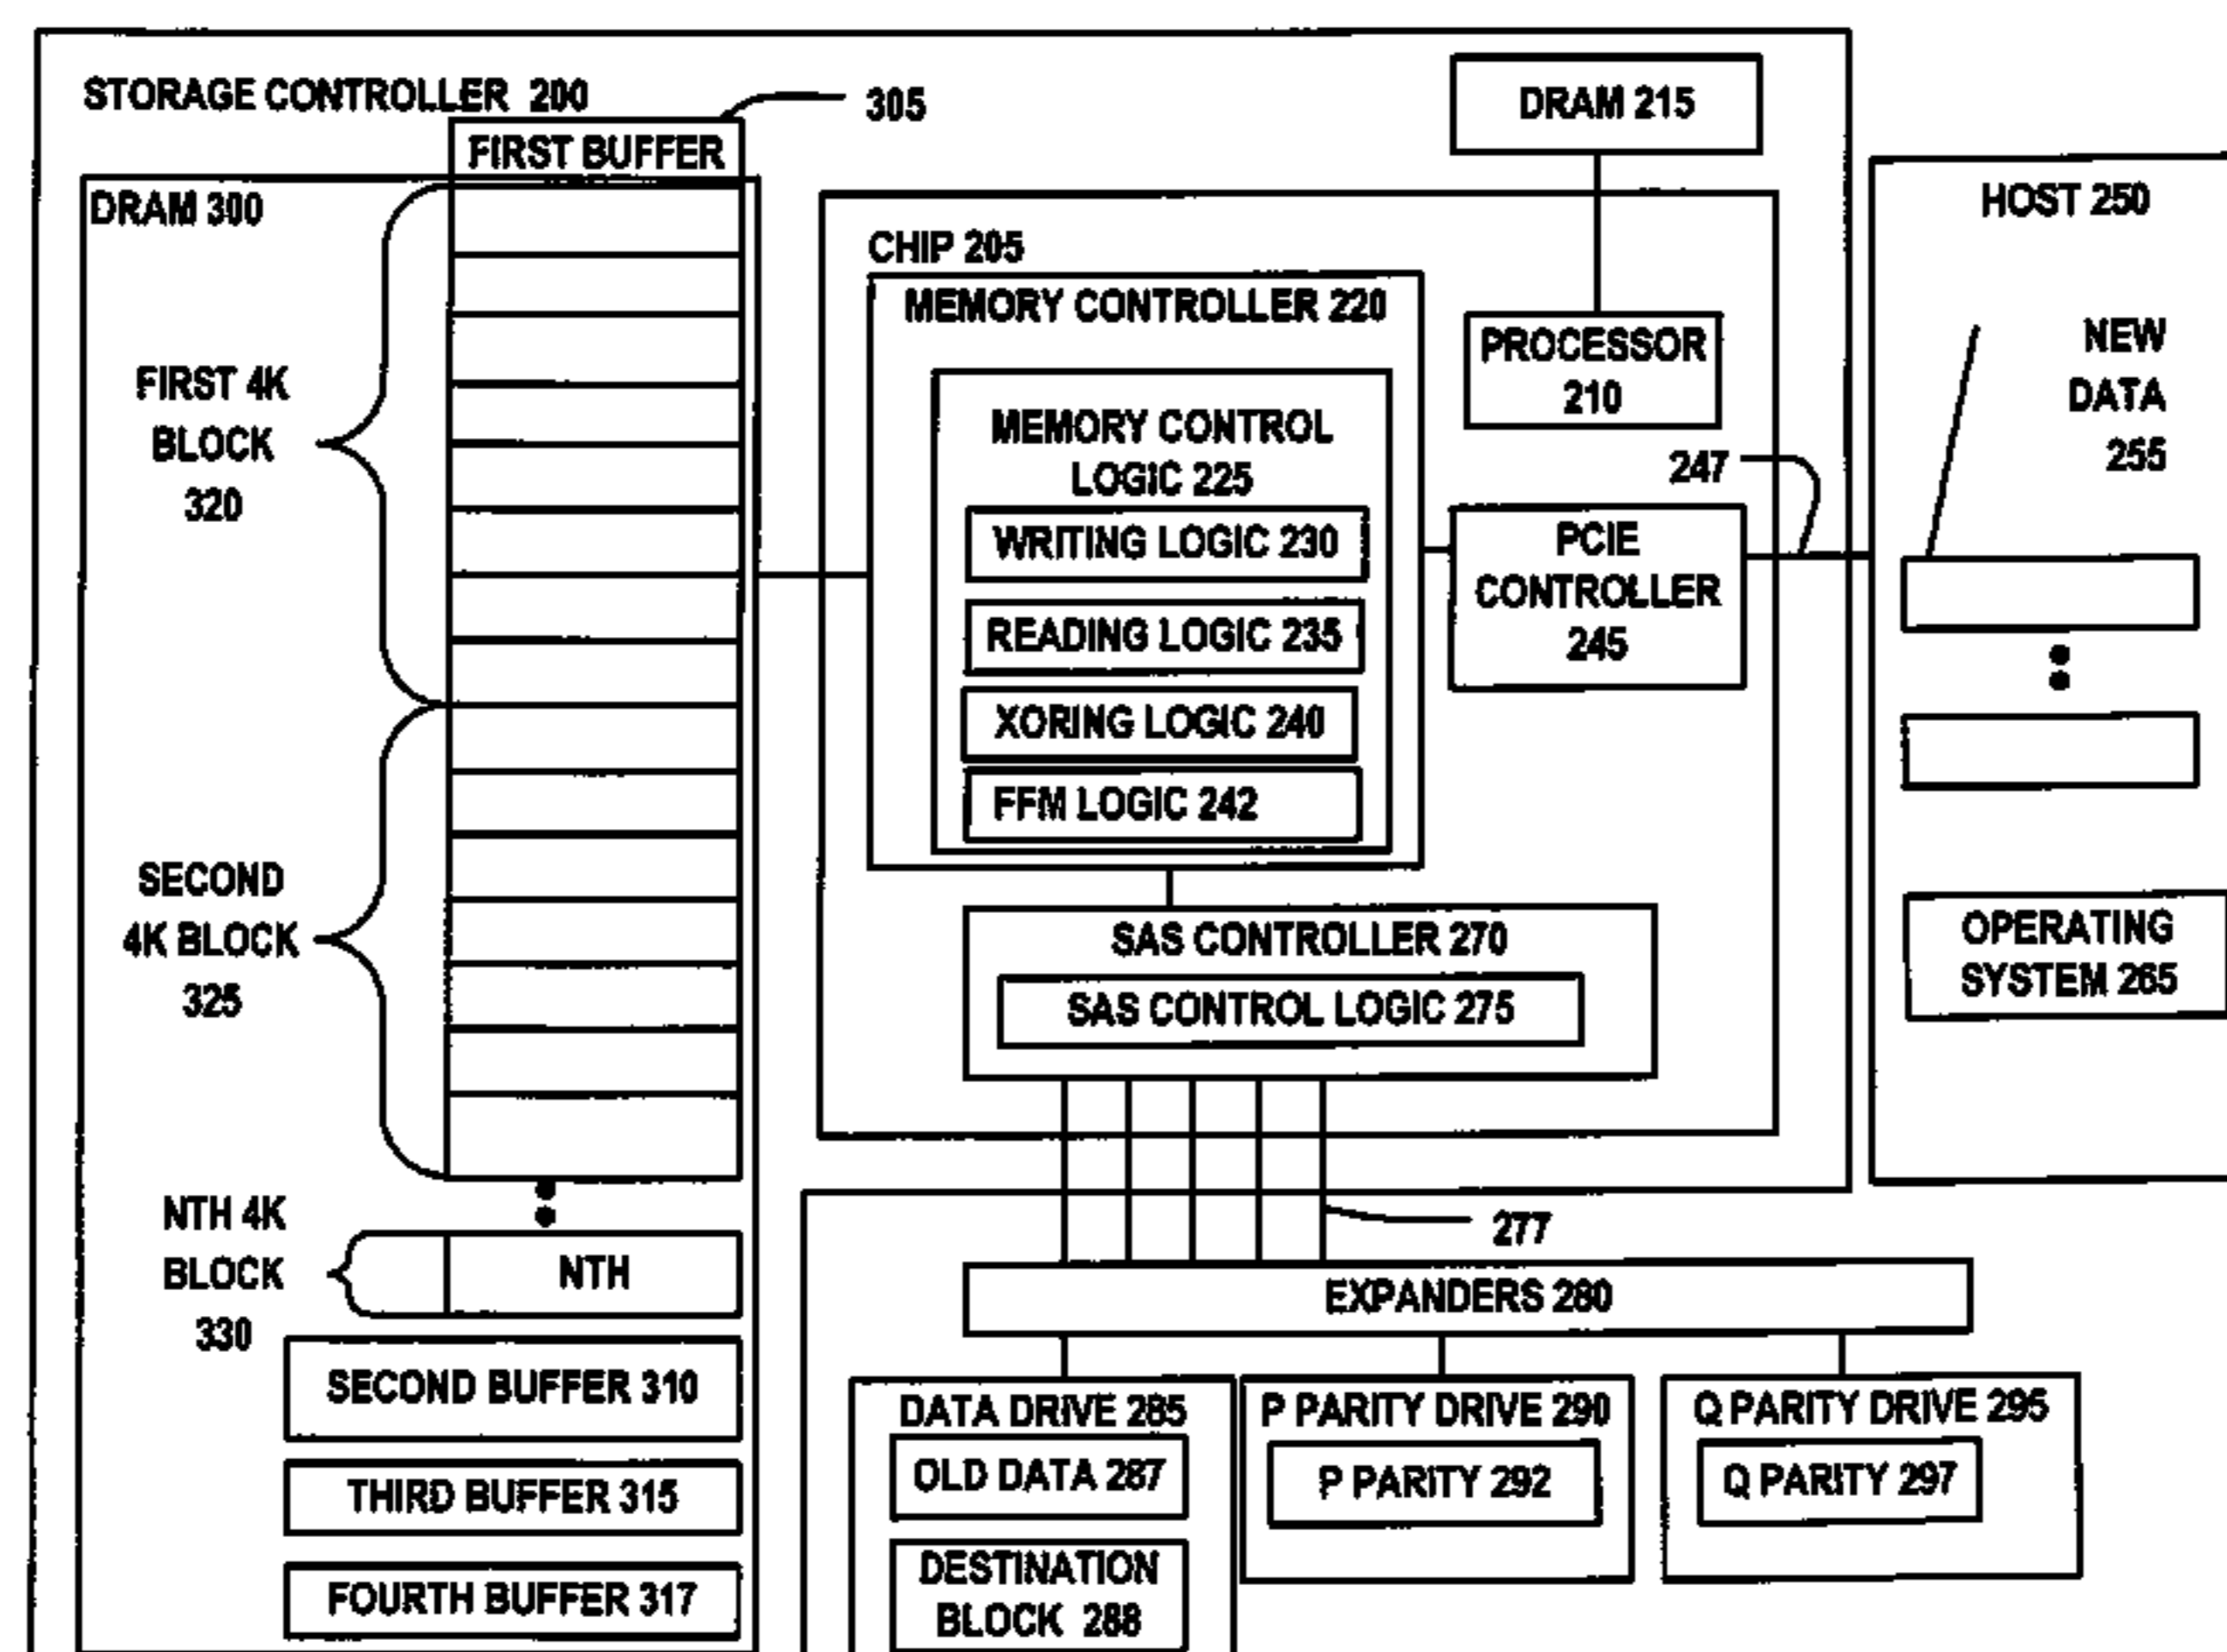 STORAGE CONTROLLER 200
305
FIRST BUFFER
DRAM 300
FIRST 4K
BLOCK
320
SECOND
4K BLOCK
325
NTH 4K
BLOCK
330
NTH
SECOND BUFFER 310
THIRD BUFFER 315
FOURTH BUFFER 317
DRAM 215
CHIP 205
MEMORY CONTROLLER 220
MEMORY CONTROL
LOGIC 225
WRITING LOGIC 230
READING LOGIC 235
XORING LOGIC 240
FFM LOGIC 242
PROCESSOR
210
247
PCIE
CONTROLLER
245
SAS CONTROLLER 270
SAS CONTROL LOGIC 275
277
EXPANDERS 280
DATA DRIVE 285
OLD DATA 287
DESTINATION
BLOCK 288
P PARITY DRIVE 290
P PARITY 292
Q PARITY DRIVE 295
Q PARITY 297
HOST 250
NEW
DATA
255
OPERATING
SYSTEM 265